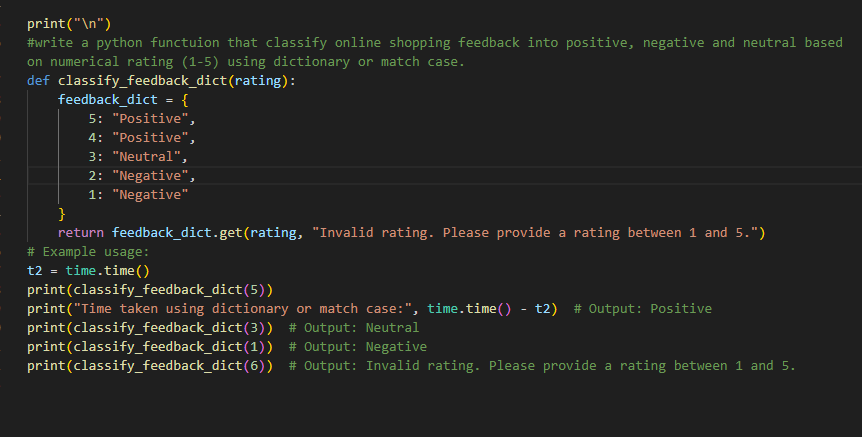 print("\n")
#write a python functuion that classify online shopping feedback into positive, negative and neutral based
on numerical rating (1-5) using dictionary or match case.
def classify_feedback_dict(rating):
    feedback_dict = {
        5: "Positive",
        4: "Positive",
        3: "Neutral",
        2: "Negative",
        1: "Negative"
    }
    return feedback_dict.get(rating, "Invalid rating. Please provide a rating between 1 and 5.")
# Example usage:
t2 = time.time()
print(classify_feedback_dict(5))
print("Time taken using dictionary or match case:", time.time() - t2)  # Output: Positive
print(classify_feedback_dict(3))  # Output: Neutral
print(classify_feedback_dict(1))  # Output: Negative
print(classify_feedback_dict(6))  # Output: Invalid rating. Please provide a rating between 1 and 5.